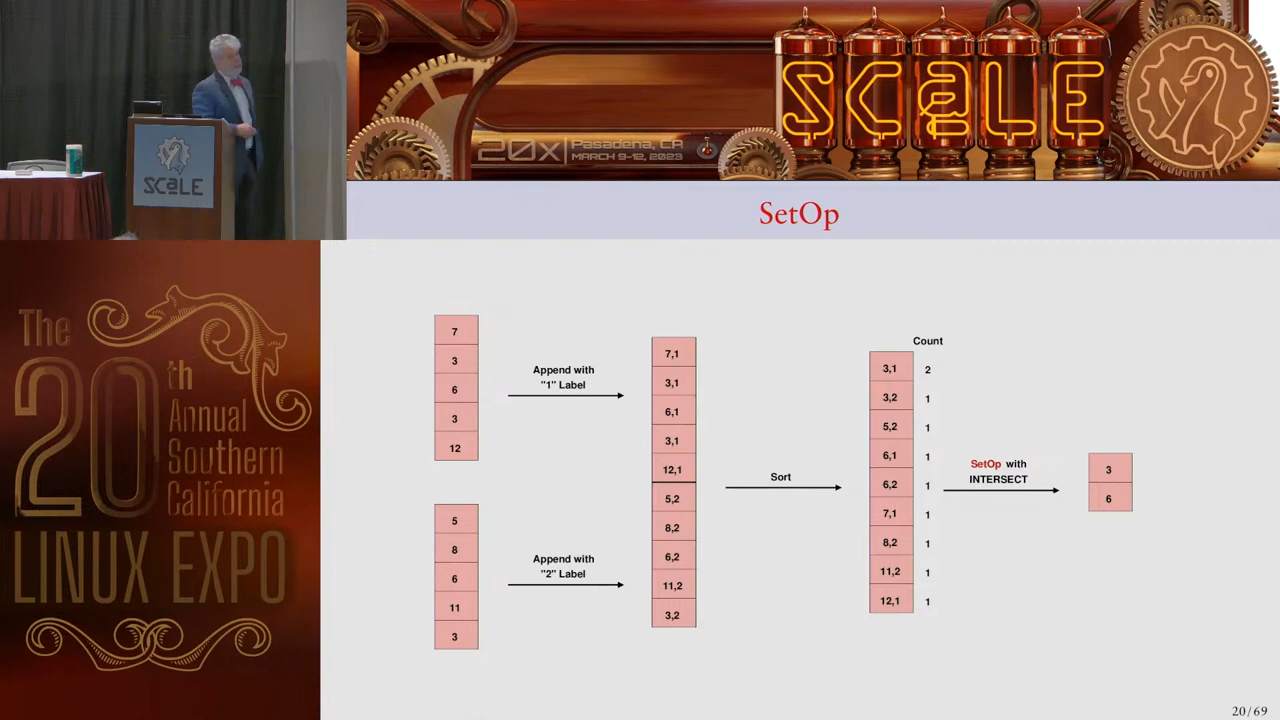 SCaLE
20x
Pasadena, CA
MARCH 9-12, 2023
SCaLE
SetOp
The
20th
Annual
Southern
California
LINUX EXPO
7
3
6
3
12
Append with
"1" Label
5
8
6
11
3
Append with
"2" Label
7,1
3,1
6,1
3,1
12,1
5,2
8,2
6,2
11,2
3,2
Sort
Count
3,1 2
3,2 1
5,2 1
6,1 1
6,2 1
7,1 1
8,2 1
11,2 1
12,1 1
SetOp with
INTERSECT
3
6
20/69